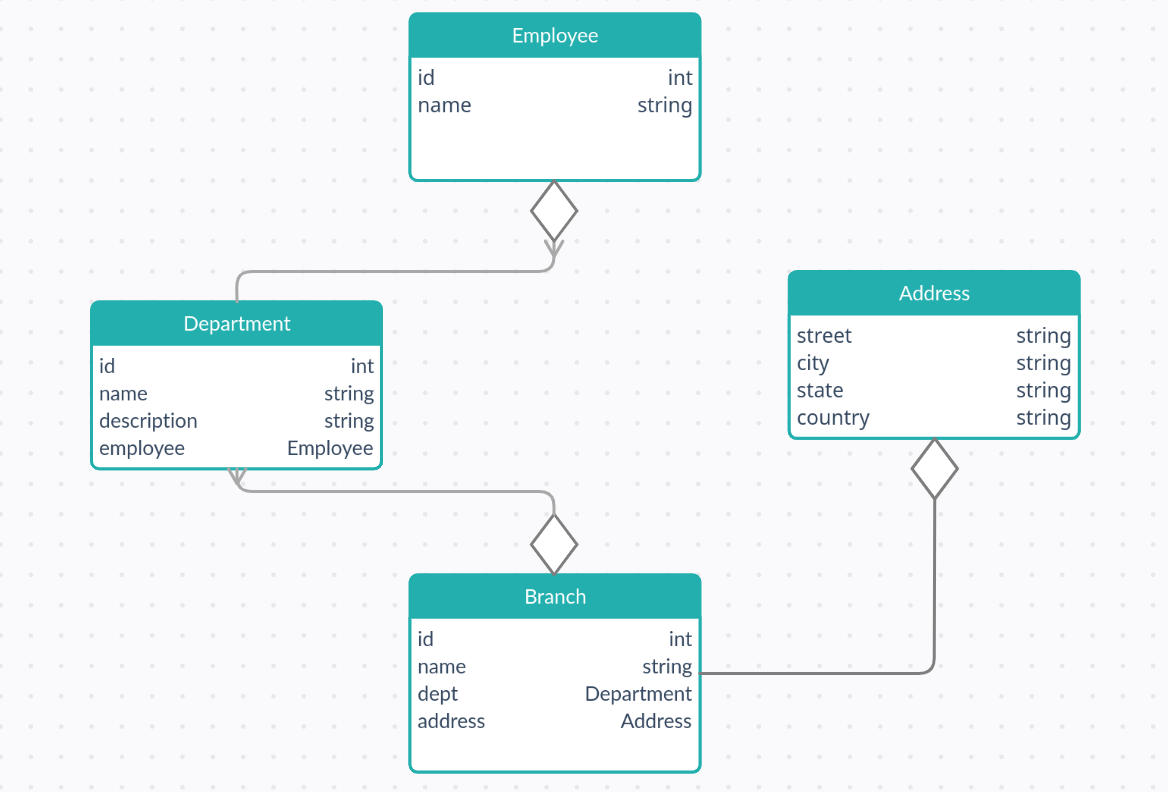 Employee
id int
name string
Address
street string
city string
state string
country string
Department
id int
name string
description string
employee Employee
Branch
id int
name string
dept Department
address Address